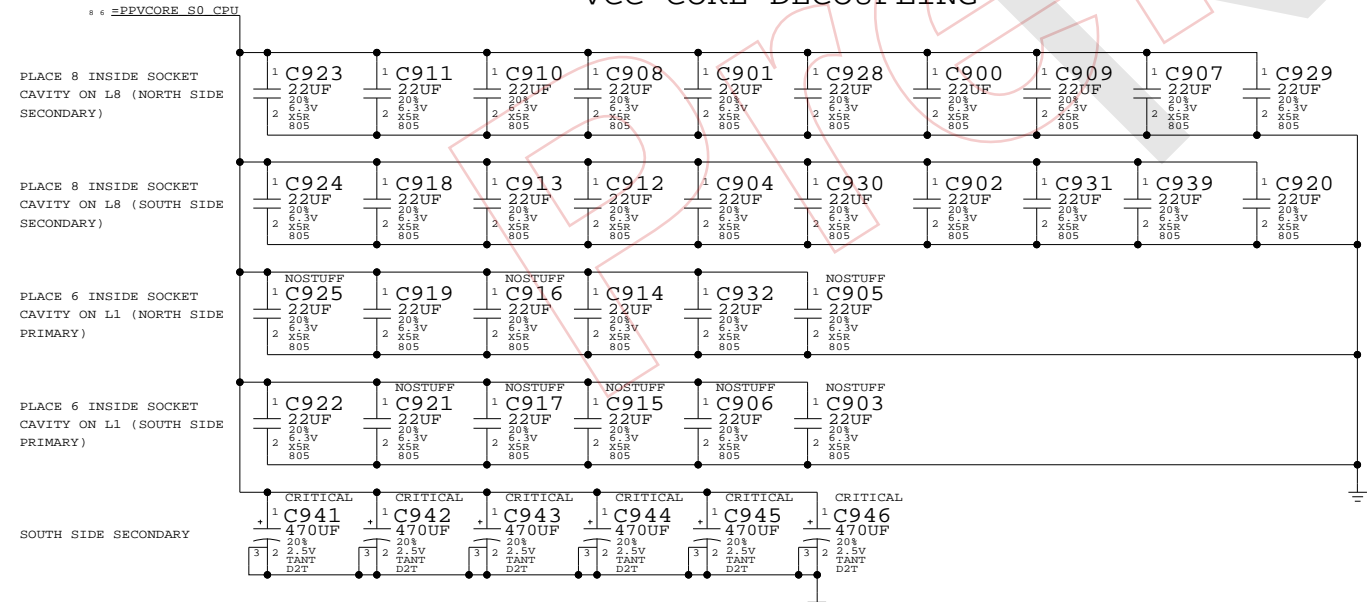 VCC CORE DECOUPLING
8 6 =PPVCORE_S0_CPU
PLACE 8 INSIDE SOCKET
CAVITY ON L8 (NORTH SIDE
SECONDARY)
1 C923 22UF 20% 6.3V 2 X5R 805
1 C911 22UF 20% 6.3V 2 X5R 805
1 C910 22UF 20% 6.3V 2 X5R 805
1 C908 22UF 20% 6.3V 2 X5R 805
1 C901 22UF 20% 6.3V 2 X5R 805
1 C928 22UF 20% 6.3V 2 X5R 805
1 C900 22UF 20% 6.3V 2 X5R 805
1 C909 22UF 20% 6.3V 2 X5R 805
1 C907 22UF 20% 6.3V 2 X5R 805
1 C929 22UF 20% 6.3V 2 X5R 805
PLACE 8 INSIDE SOCKET
CAVITY ON L8 (SOUTH SIDE
SECONDARY)
1 C924 22UF 20% 6.3V 2 X5R 805
1 C918 22UF 20% 6.3V 2 X5R 805
1 C913 22UF 20% 6.3V 2 X5R 805
1 C912 22UF 20% 6.3V 2 X5R 805
1 C904 22UF 20% 6.3V 2 X5R 805
1 C930 22UF 20% 6.3V 2 X5R 805
1 C902 22UF 20% 6.3V 2 X5R 805
1 C931 22UF 20% 6.3V 2 X5R 805
1 C939 22UF 20% 6.3V 2 X5R 805
1 C920 22UF 20% 6.3V 2 X5R 805
PLACE 6 INSIDE SOCKET
CAVITY ON L1 (NORTH SIDE
PRIMARY)
NOSTUFF 1 C925 22UF 20% 6.3V 2 X5R 805
1 C919 22UF 20% 6.3V 2 X5R 805
NOSTUFF 1 C916 22UF 20% 6.3V 2 X5R 805
1 C914 22UF 20% 6.3V 2 X5R 805
1 C932 22UF 20% 6.3V 2 X5R 805
NOSTUFF 1 C905 22UF 20% 6.3V 2 X5R 805
PLACE 6 INSIDE SOCKET
CAVITY ON L1 (SOUTH SIDE
PRIMARY)
1 C922 22UF 20% 6.3V 2 X5R 805
NOSTUFF 1 C921 22UF 20% 6.3V 2 X5R 805
NOSTUFF 1 C917 22UF 20% 6.3V 2 X5R 805
NOSTUFF 1 C915 22UF 20% 6.3V 2 X5R 805
NOSTUFF 1 C906 22UF 20% 6.3V 2 X5R 805
NOSTUFF 1 C903 22UF 20% 6.3V 2 X5R 805
SOUTH SIDE SECONDARY
CRITICAL 1 C941 + 470UF 20% 3 2 2.5V TANT D2T
CRITICAL 1 C942 + 470UF 20% 3 2 2.5V TANT D2T
CRITICAL 1 C943 + 470UF 20% 3 2 2.5V TANT D2T
CRITICAL 1 C944 + 470UF 20% 3 2 2.5V TANT D2T
CRITICAL 1 C945 + 470UF 20% 3 2 2.5V TANT D2T
CRITICAL 1 C946 + 470UF 20% 3 2 2.5V TANT D2T